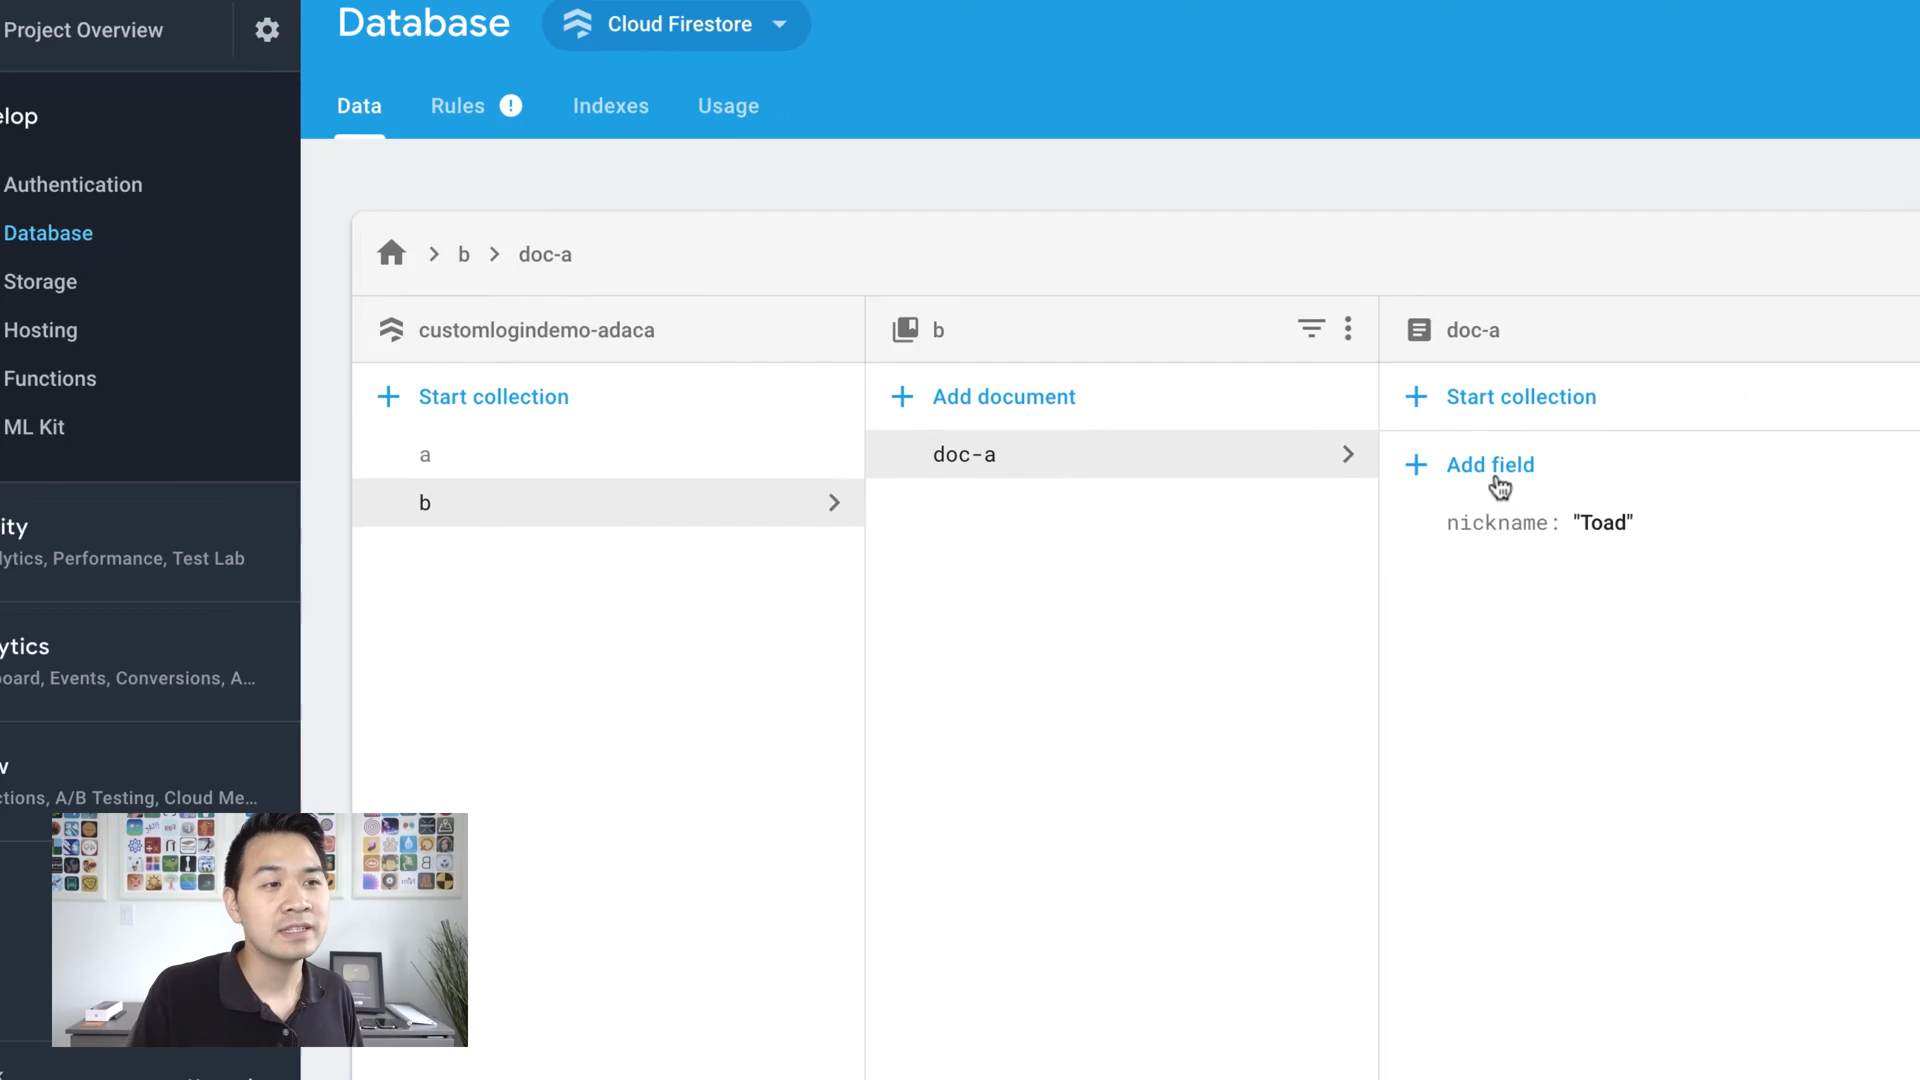 Project Overview
Database
Cloud Firestore
Data
Rules
!
Indexes
Usage
elop
Authentication
Database
Storage
Hosting
Functions
ML Kit
ity
lytics, Performance, Test Lab
ytics
board, Events, Conversions, A...
ctions, A/B Testing, Cloud Me...
b
doc-a
customlogindemo-adaca
b
doc-a
Start collection
Add document
Start collection
a
doc-a
Add field
b
nickname: "Toad"